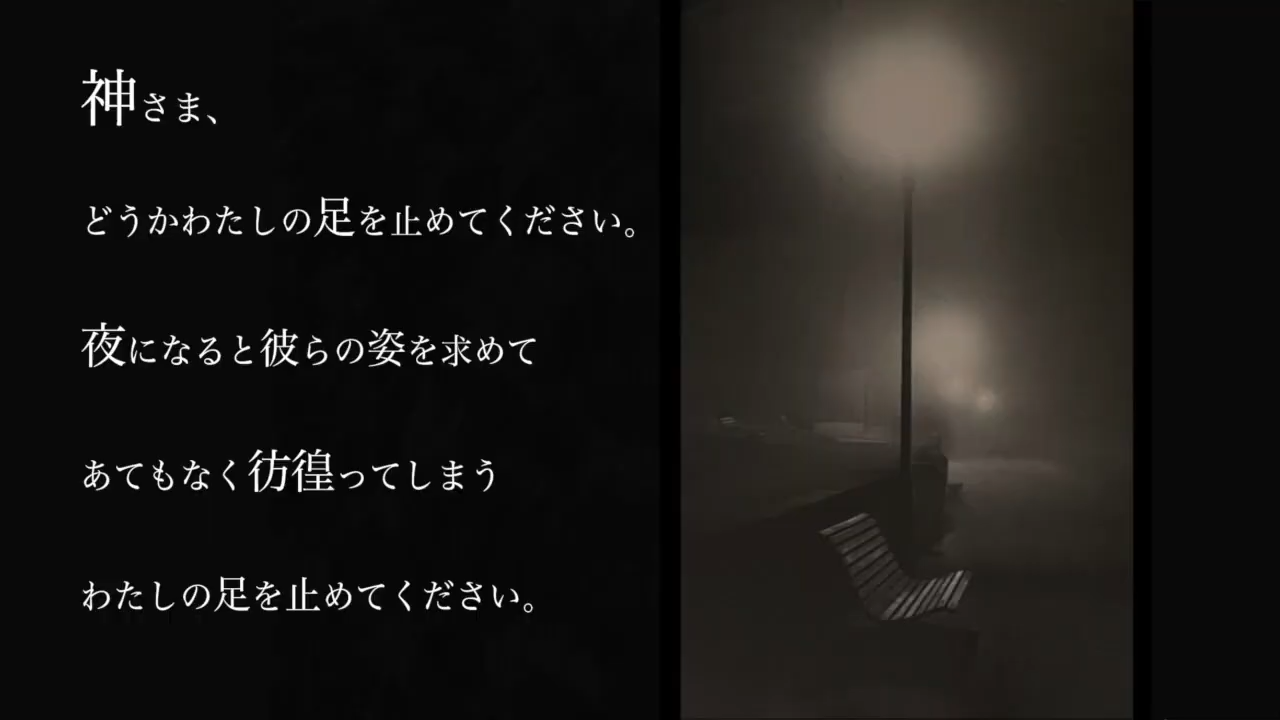 神さま、
どうかわたしの足を止めてください。
夜になると彼らの姿を求めて
あてもなく彷徨ってしまう
わたしの足を止めてください。